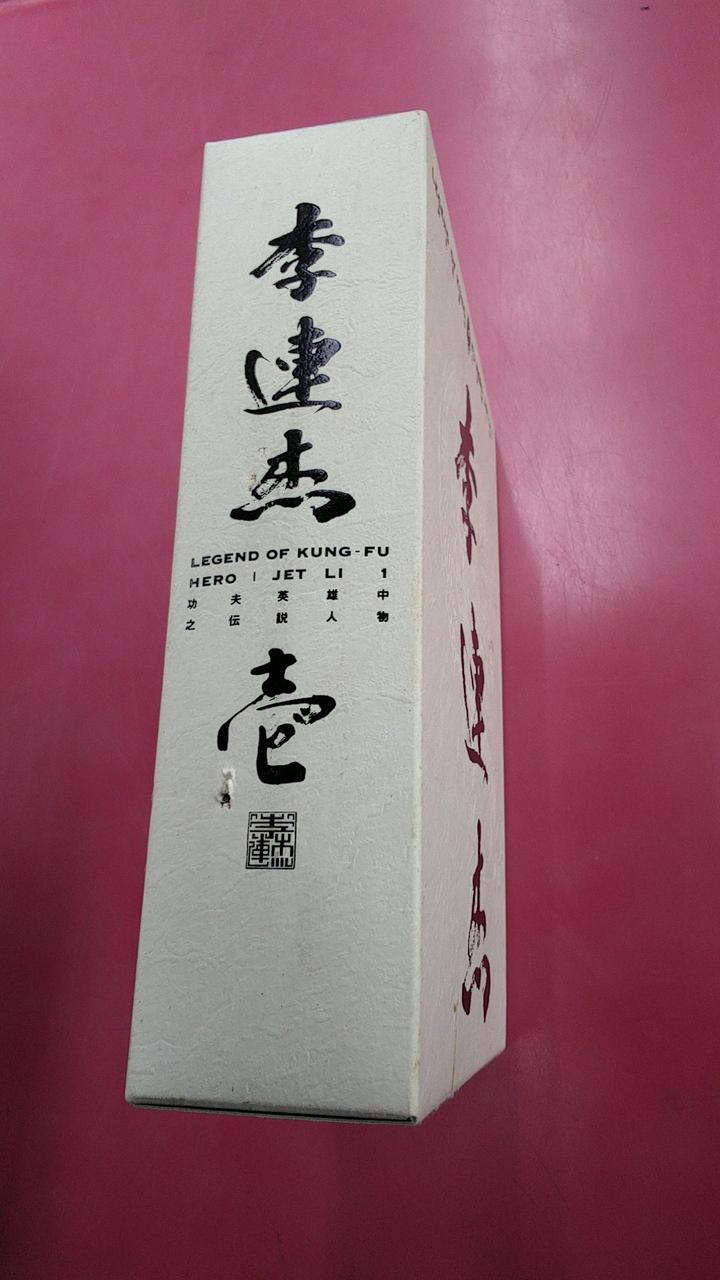 李連杰
LEGEND OF KUNG-FU
HERO | JET LI 1
功夫英雄中
之伝説人物
壱
李連杰